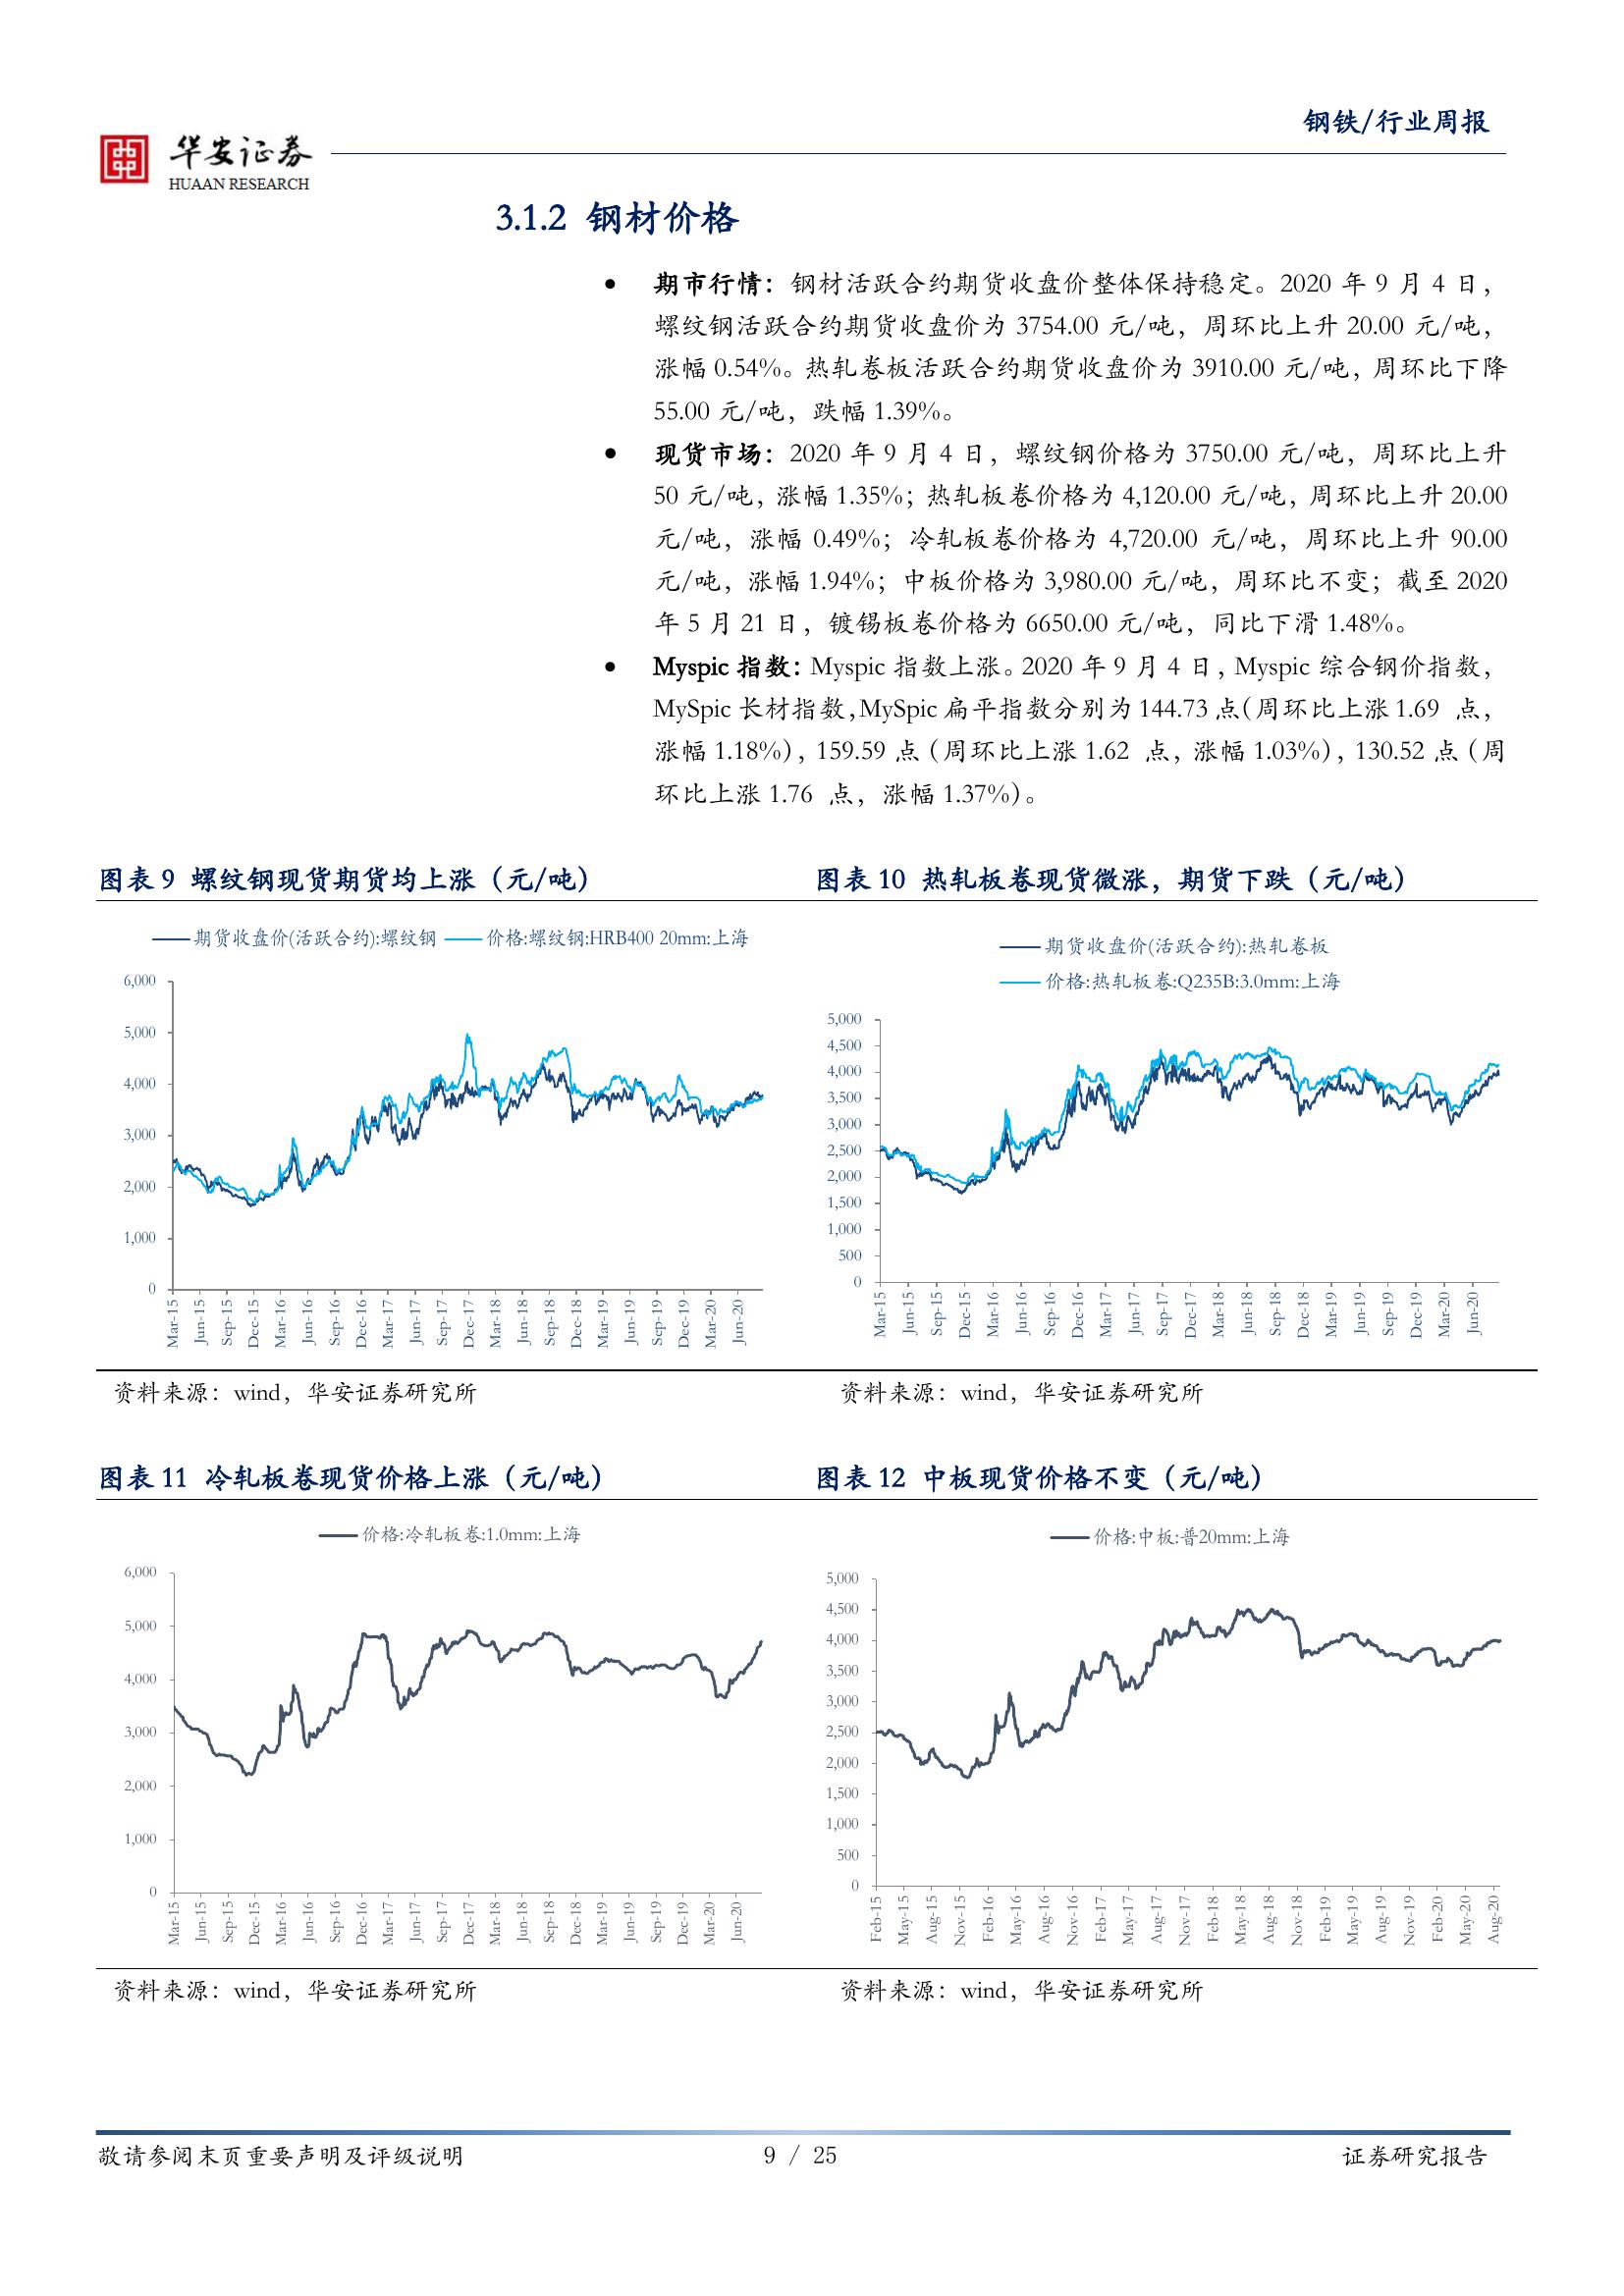 钢铁/行业周报
华安证券
HUAAN RESEARCH
3.1.2 钢材价格
• 期市行情：钢材活跃合约期货收盘价整体保持稳定。2020 年 9 月 4 日，
螺纹钢活跃合约期货收盘价为 3754.00 元/吨，周环比上升 20.00 元/吨，
涨幅 0.54%。热轧卷板活跃合约期货收盘价为 3910.00 元/吨，周环比下降
55.00 元/吨，跌幅 1.39%。
• 现货市场：2020 年 9 月 4 日，螺纹钢价格为 3750.00 元/吨，周环比上升
50 元/吨，涨幅 1.35%；热轧板卷价格为 4,120.00 元/吨，周环比上升 20.00
元/吨，涨幅 0.49%；冷轧板卷价格为 4,720.00 元/吨，周环比上升 90.00
元/吨，涨幅 1.94%；中板价格为 3,980.00 元/吨，周环比不变；截至 2020
年 5 月 21 日，镀锡板卷价格为 6650.00 元/吨，同比下滑 1.48%。
• Myspic 指数：Myspic 指数上涨。2020 年 9 月 4 日，Myspic 综合钢价指数，
MySpic 长材指数，MySpic 扁平指数分别为 144.73 点（周环比上涨 1.69 点，
涨幅 1.18%），159.59 点（周环比上涨 1.62 点，涨幅 1.03%），130.52 点（周
环比上涨 1.76 点，涨幅 1.37%）。
图表 9 螺纹钢现货期货均上涨（元/吨）
期货收盘价(活跃合约):螺纹钢 价格:螺纹钢:HRB400 20mm:上海
6,000
5,000
4,000
3,000
2,000
1,000
0
Mar-15 Jun-15 Sep-15 Dec-15 Mar-16 Jun-16 Sep-16 Dec-16 Mar-17 Jun-17 Sep-17 Dec-17 Mar-18 Jun-18 Sep-18 Dec-18 Mar-19 Jun-19 Sep-19 Dec-19 Mar-20 Jun-20
资料来源：wind，华安证券研究所
图表 10 热轧板卷现货微涨，期货下跌（元/吨）
期货收盘价(活跃合约):热轧卷板
价格:热轧板卷:Q235B:3.0mm:上海
5,000
4,500
4,000
3,500
3,000
2,500
2,000
1,500
1,000
500
0
Mar-15 Jun-15 Sep-15 Dec-15 Mar-16 Jun-16 Sep-16 Dec-16 Mar-17 Jun-17 Sep-17 Dec-17 Mar-18 Jun-18 Sep-18 Dec-18 Mar-19 Jun-19 Sep-19 Dec-19 Mar-20 Jun-20
资料来源：wind，华安证券研究所
图表 11 冷轧板卷现货价格上涨（元/吨）
价格:冷轧板卷:1.0mm:上海
6,000
5,000
4,000
3,000
2,000
1,000
0
Mar-15 Jun-15 Sep-15 Dec-15 Mar-16 Jun-16 Sep-16 Dec-16 Mar-17 Jun-17 Sep-17 Dec-17 Mar-18 Jun-18 Sep-18 Dec-18 Mar-19 Jun-19 Sep-19 Dec-19 Mar-20 Jun-20
资料来源：wind，华安证券研究所
图表 12 中板现货价格不变（元/吨）
价格:中板:普20mm:上海
5,000
4,500
4,000
3,500
3,000
2,500
2,000
1,500
1,000
500
0
Feb-15 May-15 Aug-15 Nov-15 Feb-16 May-16 Aug-16 Nov-16 Feb-17 May-17 Aug-17 Nov-17 Feb-18 May-18 Aug-18 Nov-18 Feb-19 May-19 Aug-19 Nov-19 Feb-20 May-20 Aug-20
资料来源：wind，华安证券研究所
敬请参阅末页重要声明及评级说明
9 / 25
证券研究报告